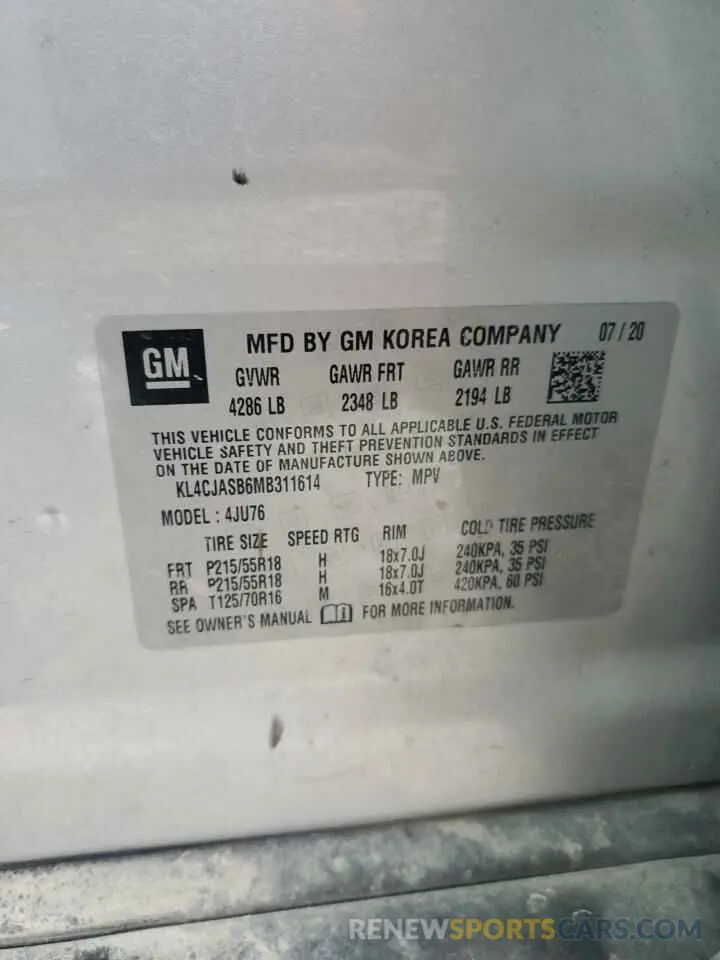 GM
MFD BY GM KOREA COMPANY 07 / 20
GVWR GAWR FRT GAWR RR
4286 LB 2348 LB 2194 LB
THIS VEHICLE CONFORMS TO ALL APPLICABLE U.S. FEDERAL MOTOR
VEHICLE SAFETY AND THEFT PREVENTION STANDARDS IN EFFECT
ON THE DATE OF MANUFACTURE SHOWN ABOVE.
KL4CJASB6MB311614 TYPE: MPV
MODEL : 4JU76
TIRE SIZE SPEED RTG RIM COLD TIRE PRESSURE
FRT P215/55R18 H 18x7.0J 240KPA, 35 PSI
RR P215/55R18 H 18x7.0J 240KPA, 35 PSI
SPA T125/70R16 M 16x4.0T 420KPA, 60 PSI
SEE OWNER'S MANUAL FOR MORE INFORMATION.
RENEWSPORTSCARS.COM